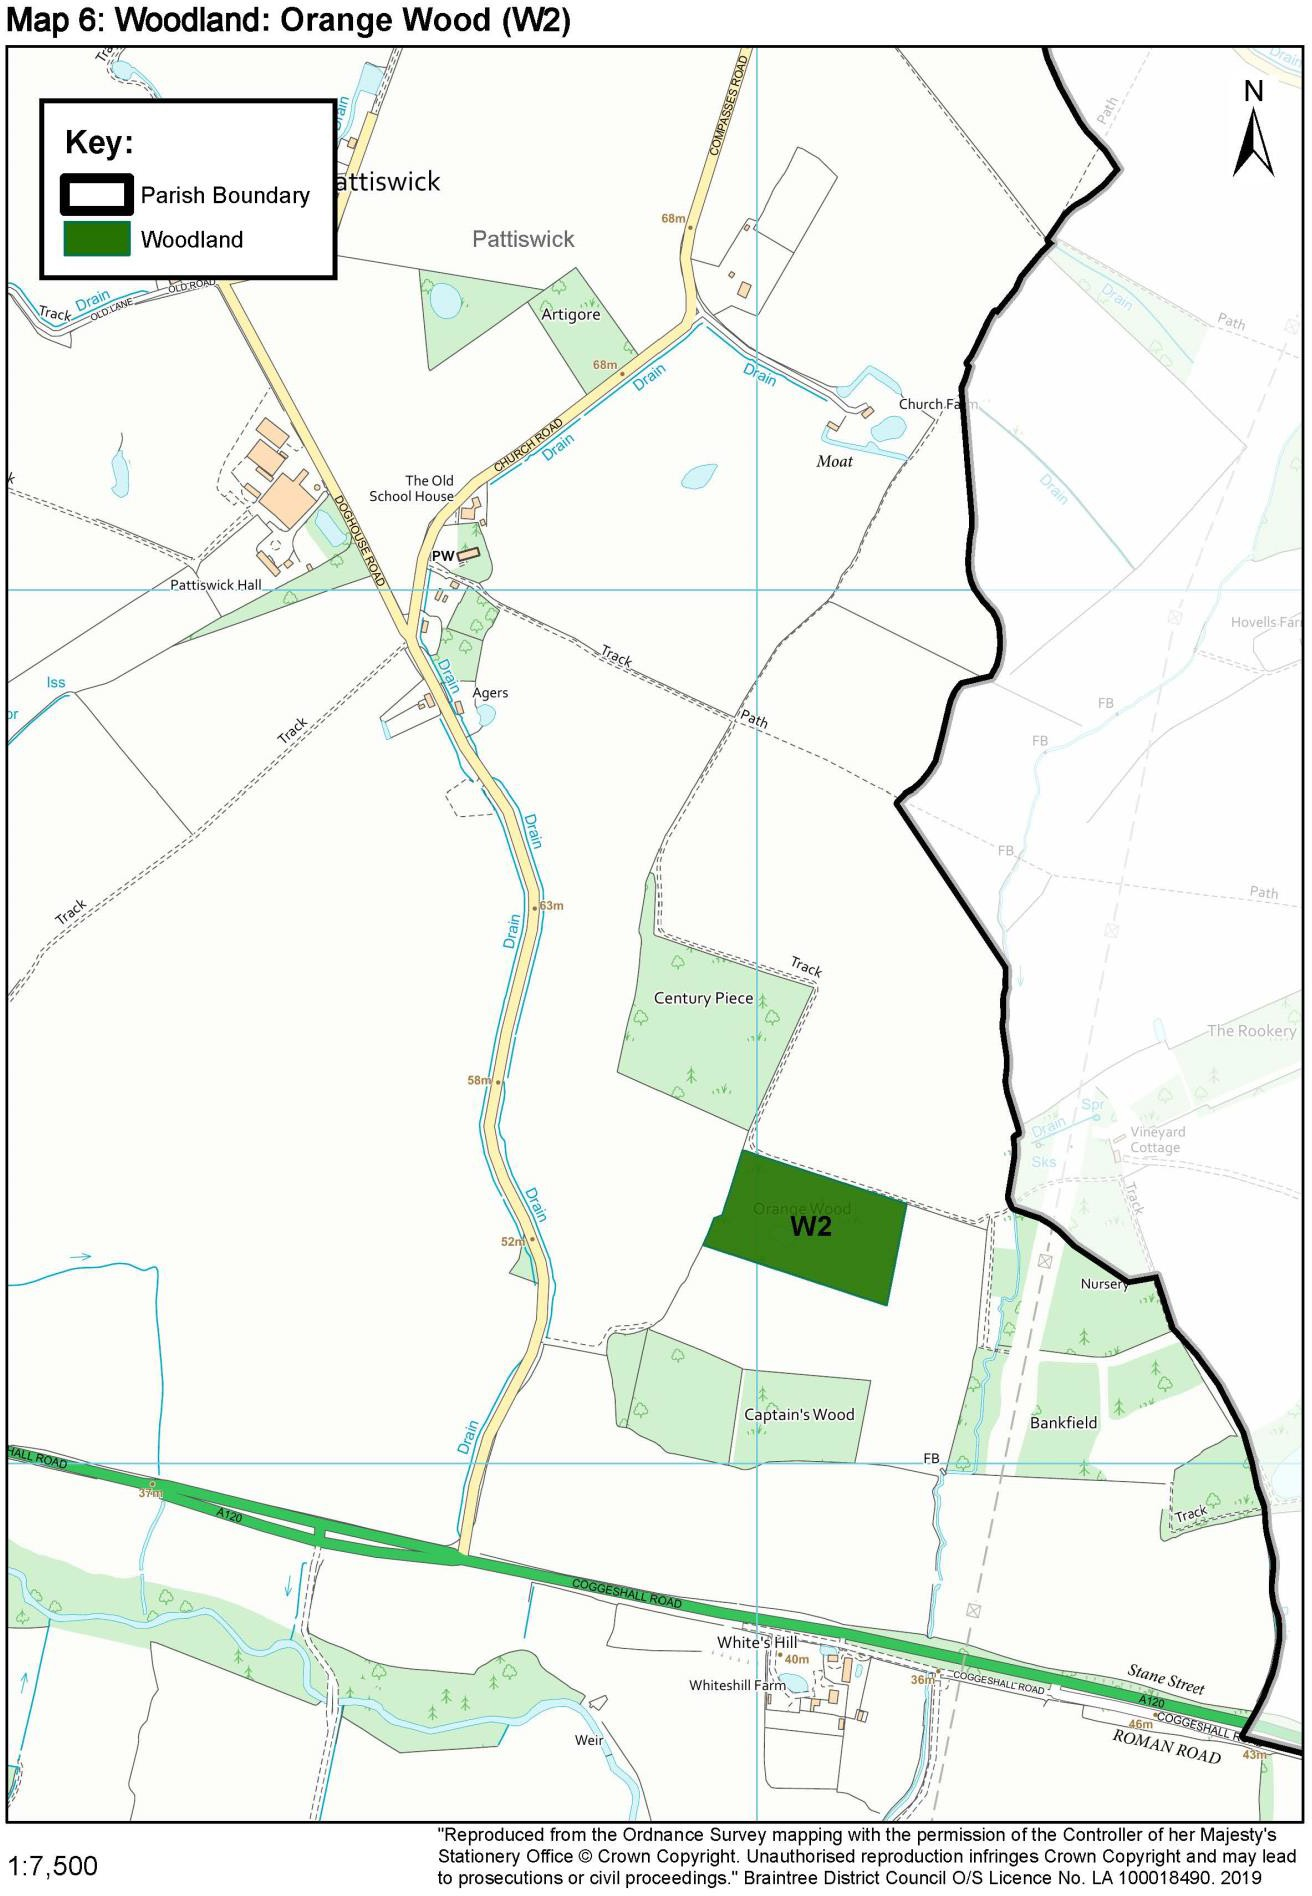 Map 6: Woodland: Orange Wood (W2)
Drain
N
COMPASSES ROAD
Path
Key:
Parish Boundary
Woodland
Drain
attiswick
68m
Pattiswick
Drain
Track
Drain
OLD LANE
OLD ROAD
Artigore
Path
68m
Drain
Drain
Church Farm
CHURCH ROAD
Drain
Moat
The Old
School House
Drain
DOGHOUSE ROAD
PW
Pattiswick Hall
Hovells Far
Track
Iss
Drain
Agers
FB
Path
Track
FB
Drain
FB
Path
Track
63m
Drain
Track
Century Piece
The Rookery
58m
Spr
Drain
Vineyard
Cottage
Sks
Track
Drain
Orange Wood
W2
52m
Nursery
Captain's Wood
Bankfield
Drain
HALL ROAD
FB
37m
A120
Track
COGGESHALL ROAD
White's Hill
40m
Whiteshill Farm
36m
COGGESHALL ROAD
Stane Street
A120
46m
COGGESHALL R
ROMAN ROAD
43m
Weir
1:7,500
"Reproduced from the Ordnance Survey mapping with the permission of the Controller of her Majesty's
Stationery Office © Crown Copyright. Unauthorised reproduction infringes Crown Copyright and may lead
to prosecutions or civil proceedings." Braintree District Council O/S Licence No. LA 100018490. 2019